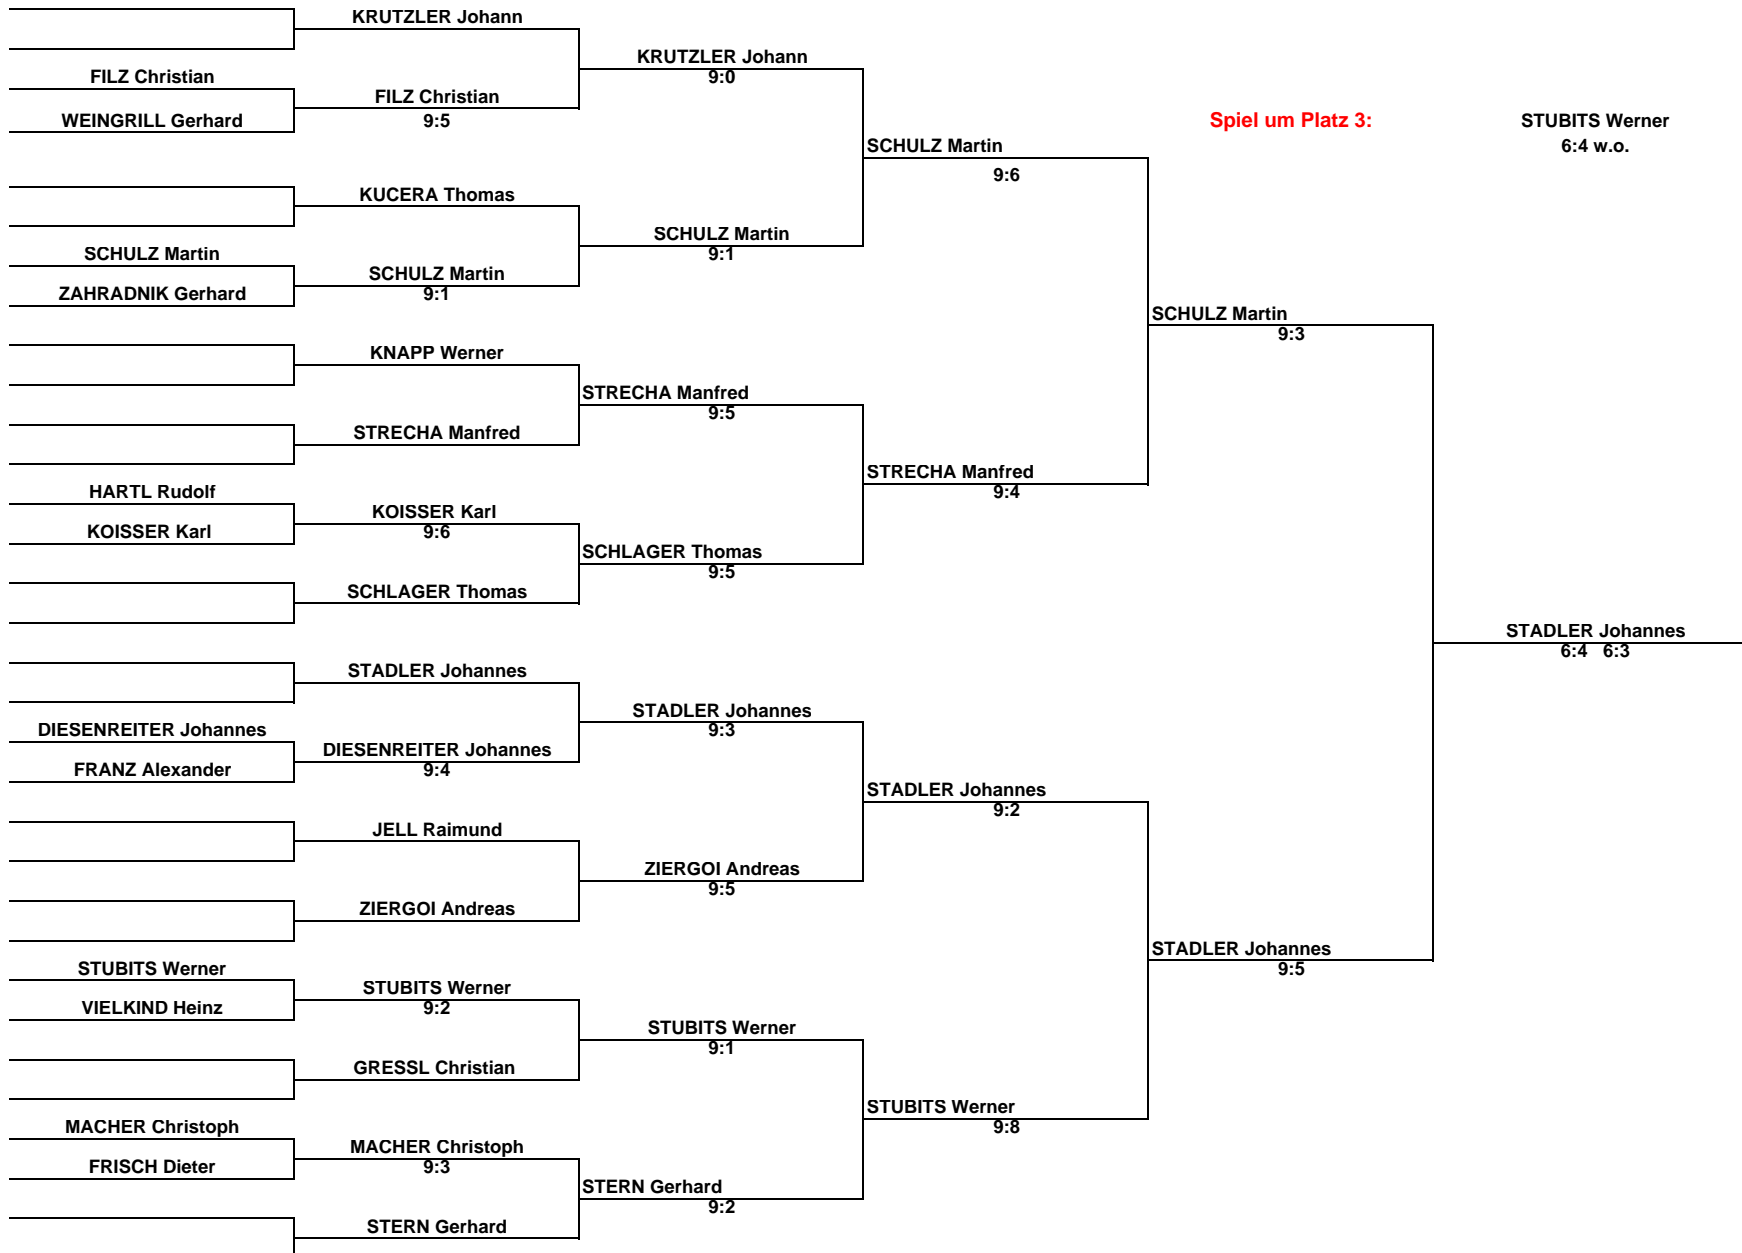 KRUTZLER Johann
KRUTZLER Johann
9:0
FILZ Christian
FILZ Christian
9:5
WEINGRILL Gerhard
Spiel um Platz 3:
STUBITS Werner
6:4 w.o.
SCHULZ Martin
9:6
KUCERA Thomas
SCHULZ Martin
9:1
SCHULZ Martin
SCHULZ Martin
9:1
ZAHRADNIK Gerhard
SCHULZ Martin
9:3
KNAPP Werner
STRECHA Manfred
9:5
STRECHA Manfred
STRECHA Manfred
9:4
HARTL Rudolf
KOISSER Karl
9:6
KOISSER Karl
SCHLAGER Thomas
9:5
SCHLAGER Thomas
STADLER Johannes
6:4 6:3
STADLER Johannes
STADLER Johannes
9:3
DIESENREITER Johannes
DIESENREITER Johannes
9:4
FRANZ Alexander
STADLER Johannes
9:2
JELL Raimund
ZIERGOI Andreas
9:5
ZIERGOI Andreas
STADLER Johannes
9:5
STUBITS Werner
STUBITS Werner
9:2
VIELKIND Heinz
STUBITS Werner
9:1
GRESSL Christian
STUBITS Werner
9:8
MACHER Christoph
MACHER Christoph
9:3
FRISCH Dieter
STERN Gerhard
9:2
STERN Gerhard